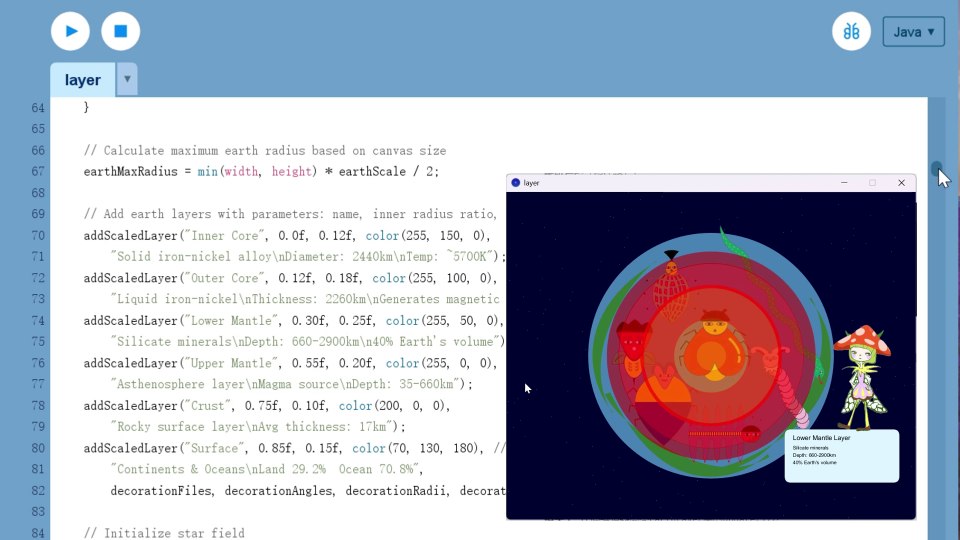 Java ▼
layer
▼
64 }
65
66 // Calculate maximum earth radius based on canvas size
67 earthMaxRadius = min(width, height) * earthScale / 2;
68
69 // Add earth layers with parameters: name, inner radius ratio,
70 addScaledLayer("Inner Core", 0.0f, 0.12f, color(255, 150, 0),
71 "Solid iron-nickel alloy\nDiameter: 2440km\nTemp: ~5700K");
72 addScaledLayer("Outer Core", 0.12f, 0.18f, color(255, 100, 0),
73 "Liquid iron-nickel\nThickness: 2260km\nGenerates magnetic
74 addScaledLayer("Lower Mantle", 0.30f, 0.25f, color(255, 50, 0),
75 "Silicate minerals\nDepth: 660-2900km\n40% Earth's volume")
76 addScaledLayer("Upper Mantle", 0.55f, 0.20f, color(255, 0, 0),
77 "Asthenosphere layer\nMagma source\nDepth: 35-660km");
78 addScaledLayer("Crust", 0.75f, 0.10f, color(200, 0, 0),
79 "Rocky surface layer\nAvg thickness: 17km");
80 addScaledLayer("Surface", 0.85f, 0.15f, color(70, 130, 180), //
81 "Continents & Oceans\nLand 29.2%  Ocean 70.8%",
82 decorationFiles, decorationAngles, decorationRadii, decorat
83
84 // Initialize star field
layer
Lower Mantle Layer
Silicate minerals
Depth: 660-2900km
40% Earth's volume